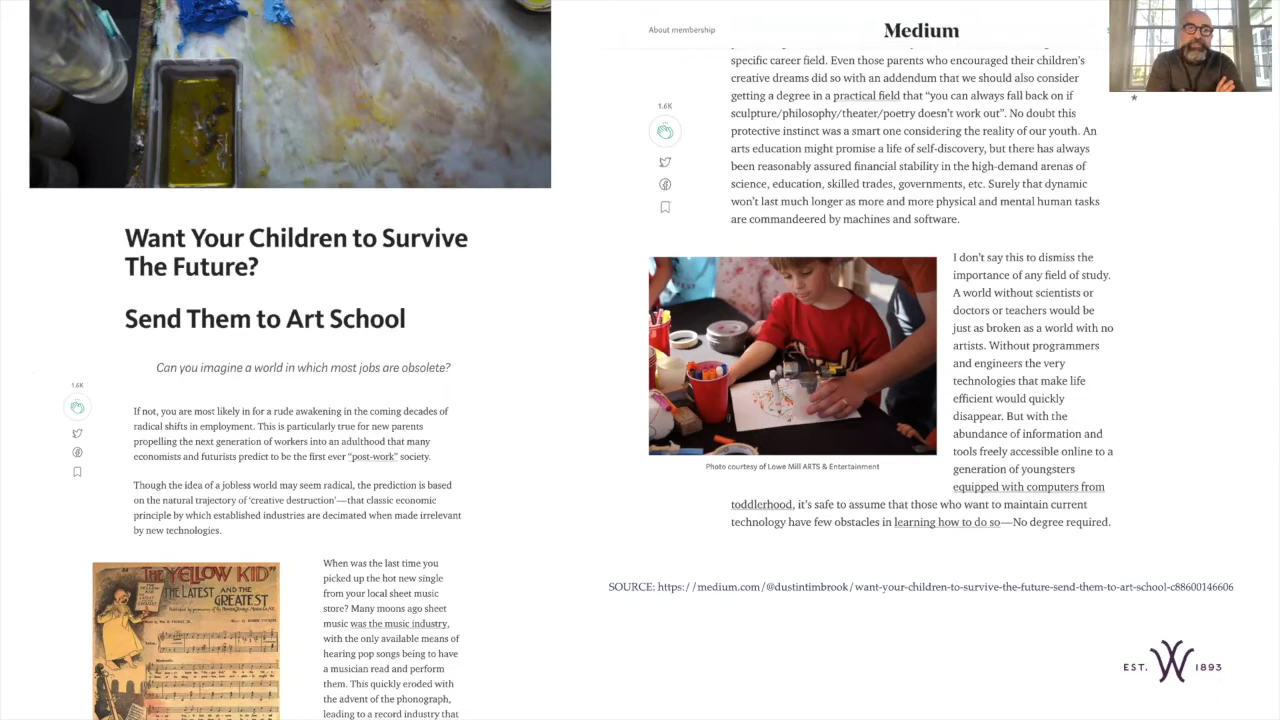 Want Your Children to Survive
The Future?
Send Them to Art School
Can you imagine a world in which most jobs are obsolete?
1.6K
If not, you are most likely in for a rude awakening in the coming decades of
radical shifts in employment. This is particularly true for new parents
propelling the next generation of workers into an adulthood that many
economists and futurists predict to be the first ever “post-work” society.
Though the idea of a jobless world may seem radical, the prediction is based
on the natural trajectory of ‘creative destruction’—that classic economic
principle by which established industries are decimated when made irrelevant
by new technologies.
"THE YELLOW KID"
THE LATEST AND THE
GREATEST
When was the last time you
picked up the hot new single
from your local sheet music
store? Many moons ago sheet
music was the music industry,
with the only available means of
hearing pop songs being to have
a musician read and perform
them. This quickly eroded with
the advent of the phonograph,
leading to a record industry that
About membership
Medium
specific career field. Even those parents who encouraged their children’s
creative dreams did so with an addendum that we should also consider
getting a degree in a practical field that “you can always fall back on if
sculpture/philosophy/theater/poetry doesn’t work out”. No doubt this
protective instinct was a smart one considering the reality of our youth. An
arts education might promise a life of self-discovery, but there has always
been reasonably assured financial stability in the high-demand arenas of
science, education, skilled trades, governments, etc. Surely that dynamic
won’t last much longer as more and more physical and mental human tasks
are commandeered by machines and software.
1.6K
*
I don’t say this to dismiss the
importance of any field of study.
A world without scientists or
doctors or teachers would be
just as broken as a world with no
artists. Without programmers
and engineers the very
technologies that make life
efficient would quickly
disappear. But with the
abundance of information and
tools freely accessible online to a
generation of youngsters
equipped with computers from
toddlerhood, it’s safe to assume that those who want to maintain current
technology have few obstacles in learning how to do so—No degree required.
Photo courtesy of Lowe Mill ARTS & Entertainment
SOURCE: https://medium.com/@dustintimbrook/want-your-children-to-survive-the-future-send-them-to-art-school-c88600146606
EST. W 1893